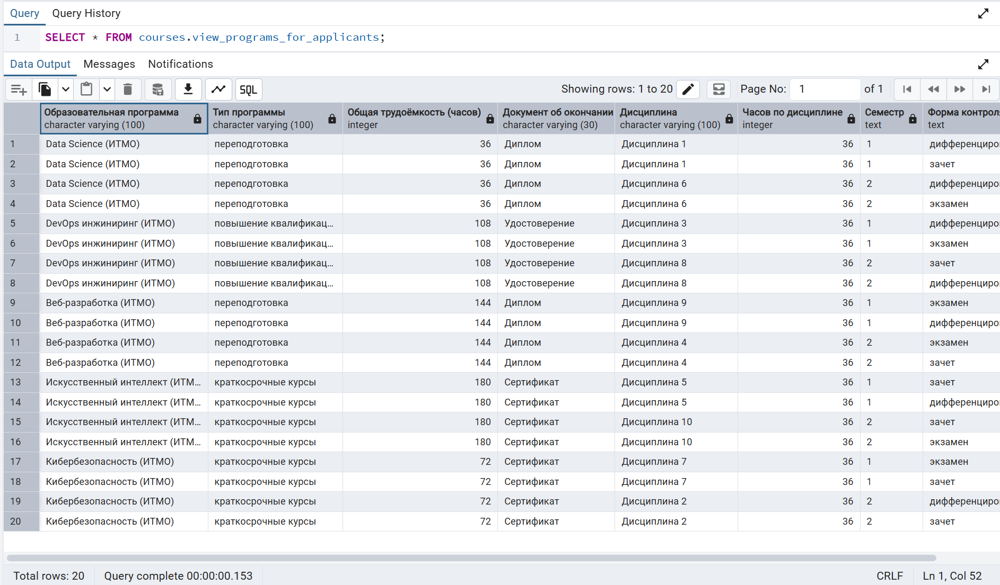 Query Query History
1 SELECT * FROM courses.view_programs_for_applicants;
Data Output Messages Notifications
SQL Showing rows: 1 to 20 Page No: 1 of 1
Образовательная программа Тип программы Общая трудоёмкость (часов) Документ об окончании Дисциплина Часов по дисциплине Семестр Форма контрол
character varying (100) character varying (100) integer character varying (30) character varying (100) integer text text
1 Data Science (ИТМО) переподготовка 36 Диплом Дисциплина 1 36 1 дифференциро
2 Data Science (ИТМО) переподготовка 36 Диплом Дисциплина 1 36 1 зачет
3 Data Science (ИТМО) переподготовка 36 Диплом Дисциплина 6 36 2 дифференциро
4 Data Science (ИТМО) переподготовка 36 Диплом Дисциплина 6 36 2 экзамен
5 DevOps инжиниринг (ИТМО) повышение квалификац… 108 Удостоверение Дисциплина 3 36 1 дифференциро
6 DevOps инжиниринг (ИТМО) повышение квалификац… 108 Удостоверение Дисциплина 3 36 1 экзамен
7 DevOps инжиниринг (ИТМО) повышение квалификац… 108 Удостоверение Дисциплина 8 36 2 зачет
8 DevOps инжиниринг (ИТМО) повышение квалификац… 108 Удостоверение Дисциплина 8 36 2 дифференциро
9 Веб-разработка (ИТМО) переподготовка 144 Диплом Дисциплина 9 36 1 экзамен
10 Веб-разработка (ИТМО) переподготовка 144 Диплом Дисциплина 9 36 1 дифференциро
11 Веб-разработка (ИТМО) переподготовка 144 Диплом Дисциплина 4 36 2 экзамен
12 Веб-разработка (ИТМО) переподготовка 144 Диплом Дисциплина 4 36 2 зачет
13 Искусственный интеллект (ИТМ… краткосрочные курсы 180 Сертификат Дисциплина 5 36 1 зачет
14 Искусственный интеллект (ИТМ… краткосрочные курсы 180 Сертификат Дисциплина 5 36 1 дифференциро
15 Искусственный интеллект (ИТМ… краткосрочные курсы 180 Сертификат Дисциплина 10 36 2 зачет
16 Искусственный интеллект (ИТМ… краткосрочные курсы 180 Сертификат Дисциплина 10 36 2 экзамен
17 Кибербезопасность (ИТМО) краткосрочные курсы 72 Сертификат Дисциплина 7 36 1 экзамен
18 Кибербезопасность (ИТМО) краткосрочные курсы 72 Сертификат Дисциплина 7 36 1 зачет
19 Кибербезопасность (ИТМО) краткосрочные курсы 72 Сертификат Дисциплина 2 36 2 дифференциро
20 Кибербезопасность (ИТМО) краткосрочные курсы 72 Сертификат Дисциплина 2 36 2 зачет
Total rows: 20 Query complete 00:00:00.153 CRLF Ln 1, Col 52